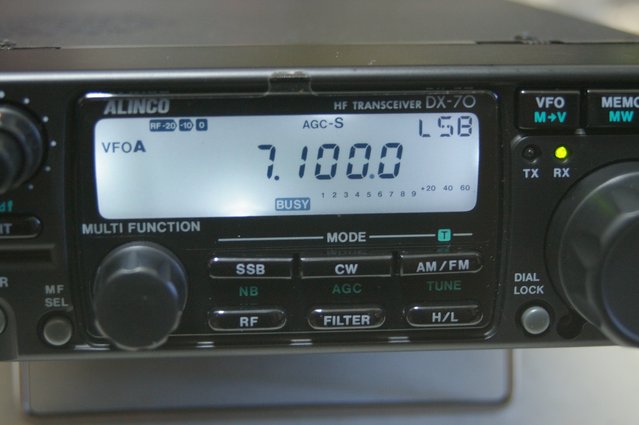 ALINCO HF TRANSCEIVER DX-70
RF-20 -10 0 AGC-S LSB
VFOA 7.100.0
1 2 3 4 5 6 7 8 9 +20 40 60
BUSY
VFO
M→V
MW
TX RX
MULTI FUNCTION
MODE T
SSB CW AM/FM
NB AGC TUNE
RF FILTER H/L
MF
SEL
DIAL
LOCK